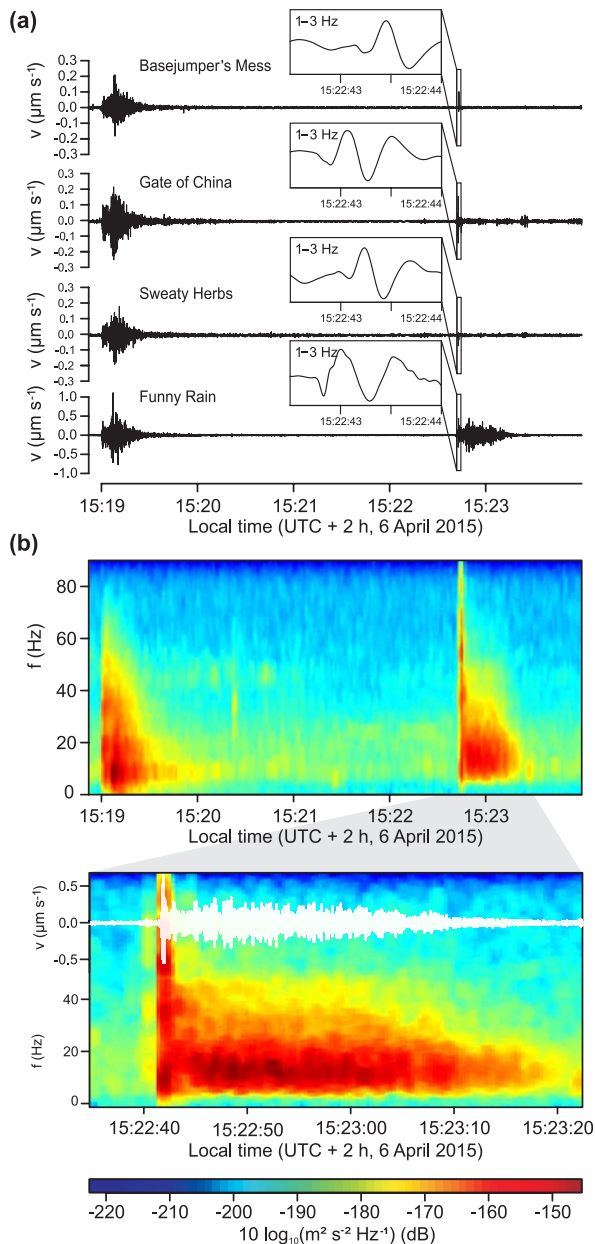 (a)
1–3 Hz
Basejumper's Mess
v (µm s⁻¹)
0.3
0.2
0.1
0.0
-0.1
-0.2
-0.3
15:22:43 15:22:44
1–3 Hz
Gate of China
v (µm s⁻¹)
0.3
0.2
0.1
0.0
-0.1
-0.2
-0.3
15:22:43 15:22:44
1–3 Hz
Sweaty Herbs
v (µm s⁻¹)
0.3
0.2
0.1
0.0
-0.1
-0.2
-0.3
15:22:43 15:22:44
1–3 Hz
Funny Rain
v (µm s⁻¹)
1.0
0.5
0.0
-0.5
-1.0
15:22:43 15:22:44
15:19 15:20 15:21 15:22 15:23
Local time (UTC + 2 h, 6 April 2015)
(b)
f (Hz)
80
60
40
20
0
15:19 15:20 15:21 15:22 15:23
Local time (UTC + 2 h, 6 April 2015)
v (µm s⁻¹)
0.5
0.0
-0.5
f (Hz)
40
20
0
15:22:40 15:22:50 15:23:00 15:23:10 15:23:20
Local time (UTC + 2 h, 6 April 2015)
-220 -210 -200 -190 -180 -170 -160 -150
10 log₁₀(m² s⁻² Hz⁻¹) (dB)